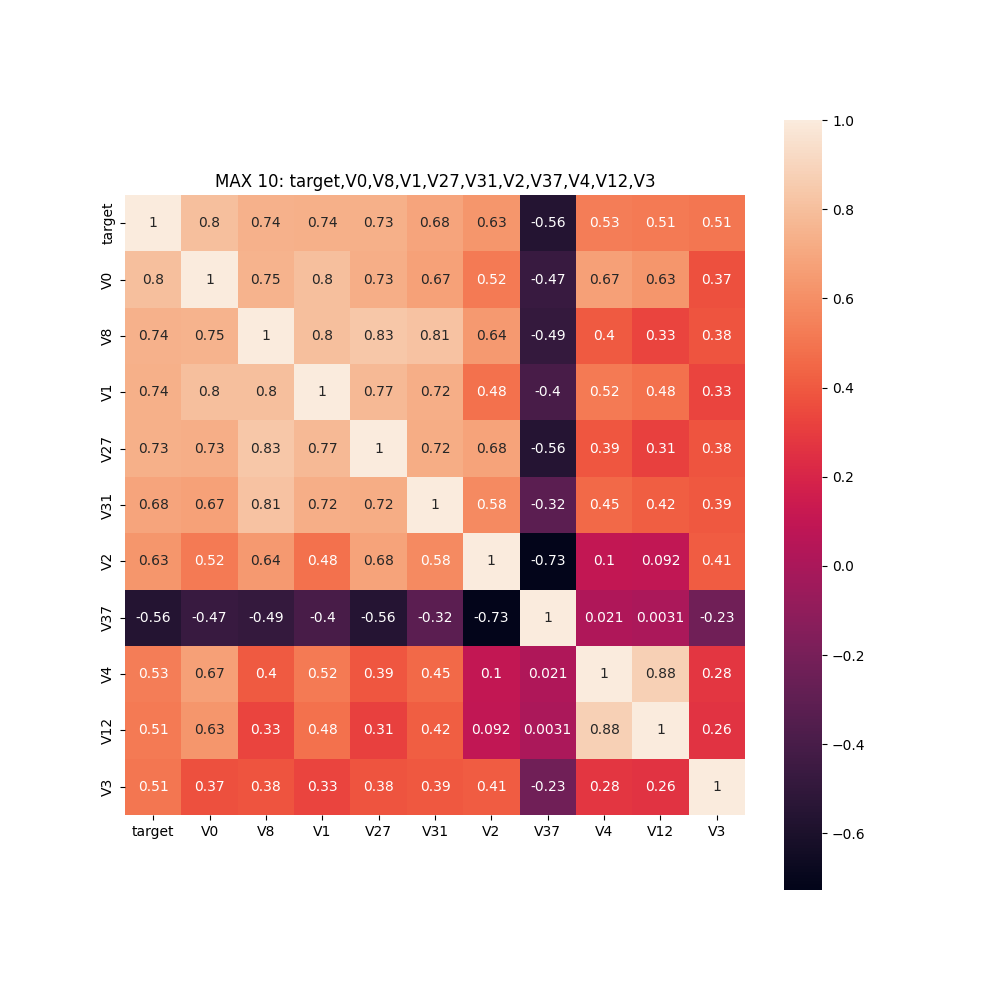 MAX 10: target,V0,V8,V1,V27,V31,V2,V37,V4,V12,V3
target 1 0.8 0.74 0.74 0.73 0.68 0.63 -0.56 0.53 0.51 0.51
V0 0.8 1 0.75 0.8 0.73 0.67 0.52 -0.47 0.67 0.63 0.37
V8 0.74 0.75 1 0.8 0.83 0.81 0.64 -0.49 0.4 0.33 0.38
V1 0.74 0.8 0.8 1 0.77 0.72 0.48 -0.4 0.52 0.48 0.33
V27 0.73 0.73 0.83 0.77 1 0.72 0.68 -0.56 0.39 0.31 0.38
V31 0.68 0.67 0.81 0.72 0.72 1 0.58 -0.32 0.45 0.42 0.39
V2 0.63 0.52 0.64 0.48 0.68 0.58 1 -0.73 0.1 0.092 0.41
V37 -0.56 -0.47 -0.49 -0.4 -0.56 -0.32 -0.73 1 0.021 0.0031 -0.23
V4 0.53 0.67 0.4 0.52 0.39 0.45 0.1 0.021 1 0.88 0.28
V12 0.51 0.63 0.33 0.48 0.31 0.42 0.092 0.0031 0.88 1 0.26
V3 0.51 0.37 0.38 0.33 0.38 0.39 0.41 -0.23 0.28 0.26 1
target V0 V8 V1 V27 V31 V2 V37 V4 V12 V3
1.0
0.8
0.6
0.4
0.2
0.0
−0.2
−0.4
−0.6